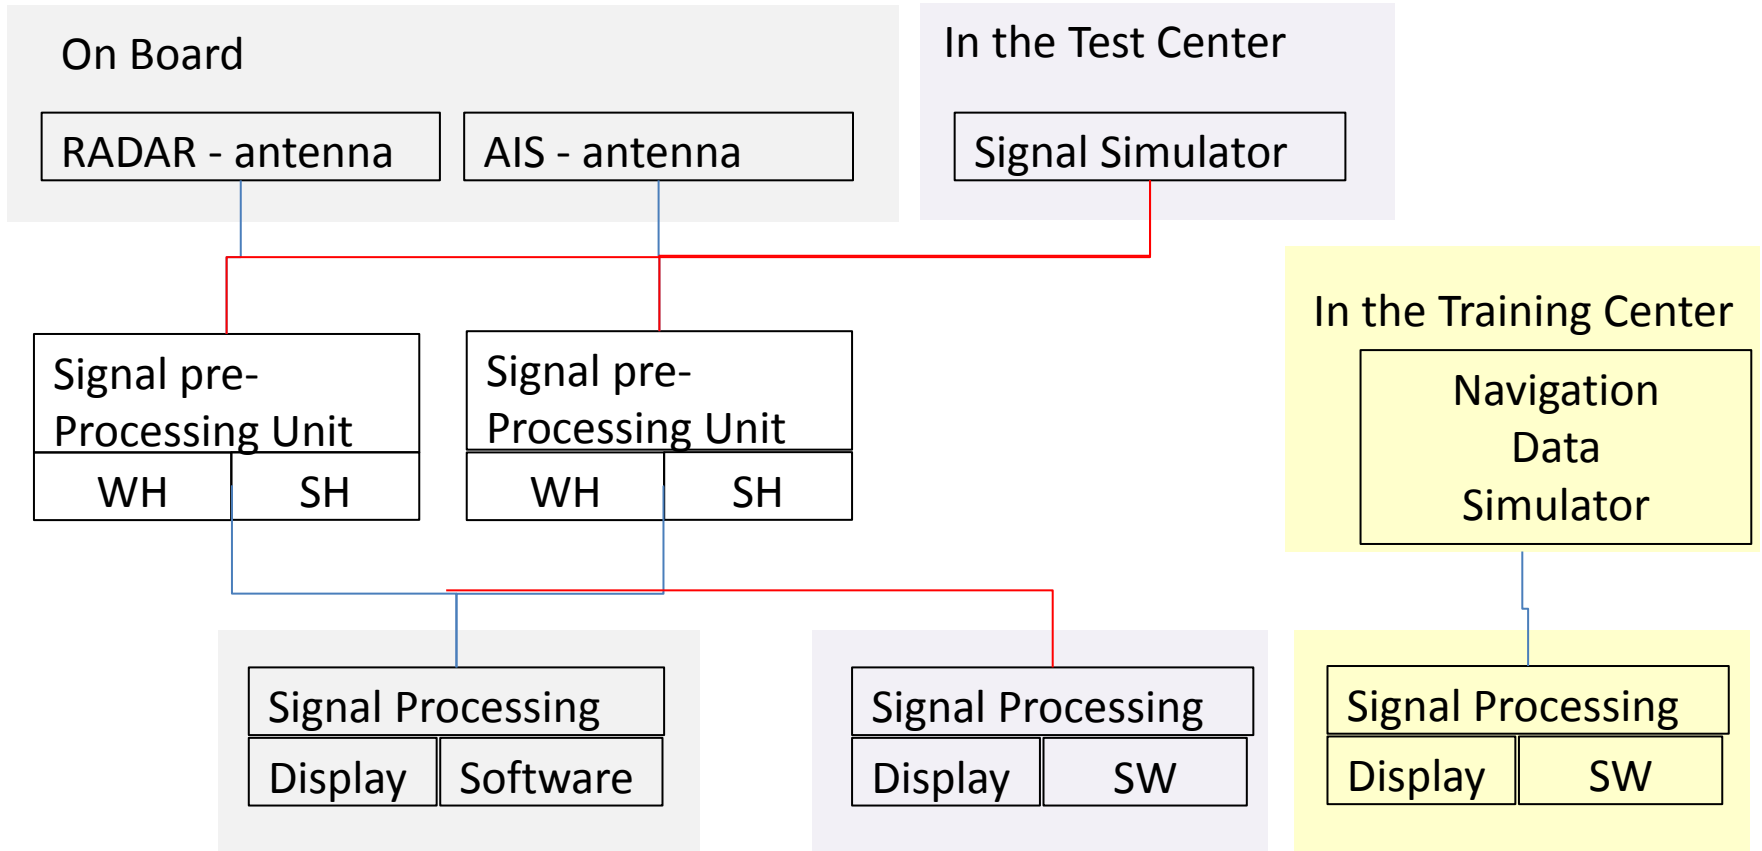 On Board
In the Test Center
RADAR - antenna
AIS - antenna
Signal Simulator
In the Training Center
Signal pre-
Processing Unit
WH
SH
Signal pre-
Processing Unit
WH
SH
Navigation
Data
Simulator
Signal Processing
Display
Software
Signal Processing
Display
SW
Signal Processing
Display
SW